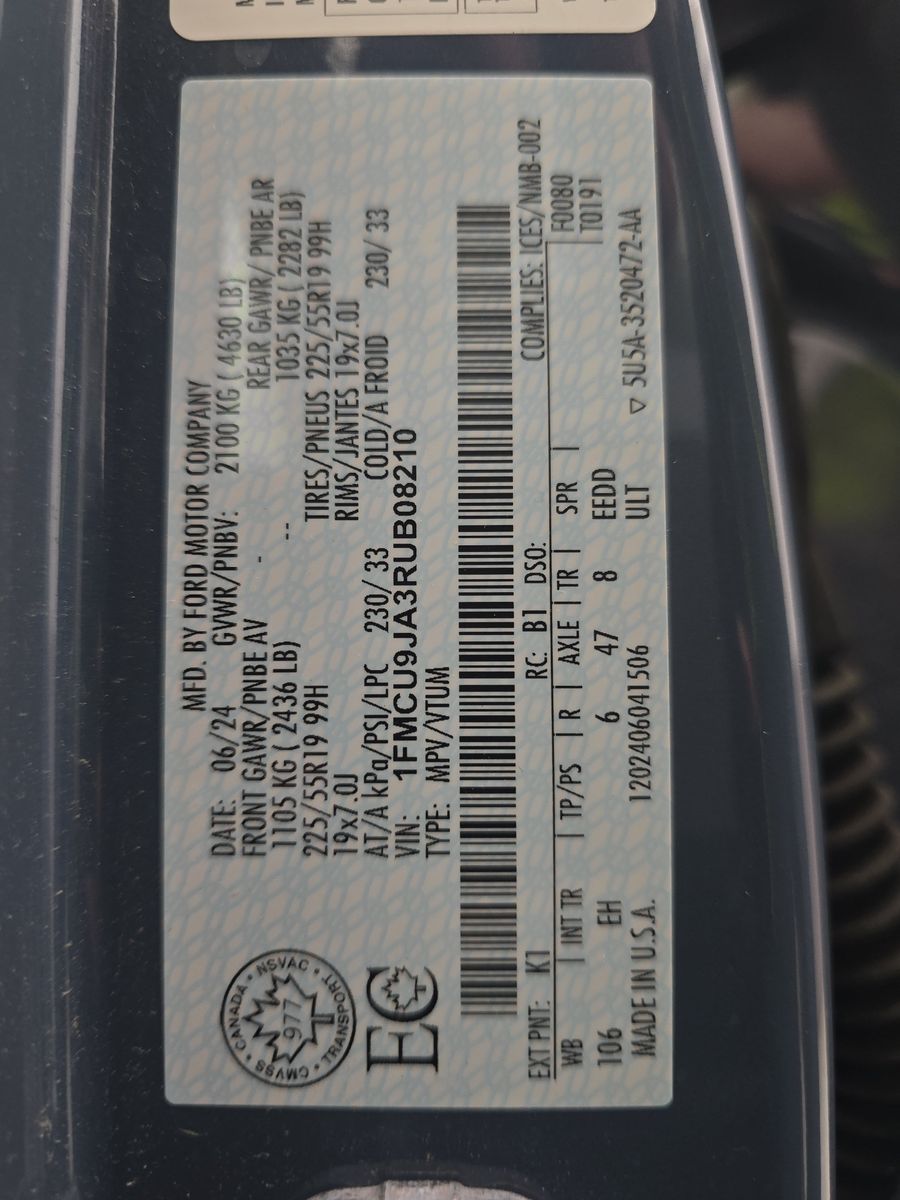 MFD. BY FORD MOTOR COMPANY
DATE: 06/24 GVWR/PNBV: 2100 KG ( 4630 LB)
FRONT GAWR/PNBE AV - REAR GAWR/ PNBE AR
1105 KG ( 2436 LB) -- 1035 KG ( 2282 LB)
225/55R19 99H TIRES/PNEUS 225/55R19 99H
19x7.0J RIMS/JANTES 19x7.0J
AT/A kPa/PSI/LPC 230/ 33 COLD/A FROID 230/ 33
VIN: 1FMCU9JA3RUB08210
TYPE: MPV/VTUM
CANADA • NSVAC • TRANSPORT • CMVSS •
977
EC
EXT PNT: K1 RC: B1 DSO: COMPLIES: ICES/NMB-002
WB | INT TR | TP/PS | R | AXLE | TR | SPR | F0080
106 EH 6 47 8 EEDD T0191
MADE IN U.S.A. 120240604​1506 ULT ▽ 5U5A-3520472-AA